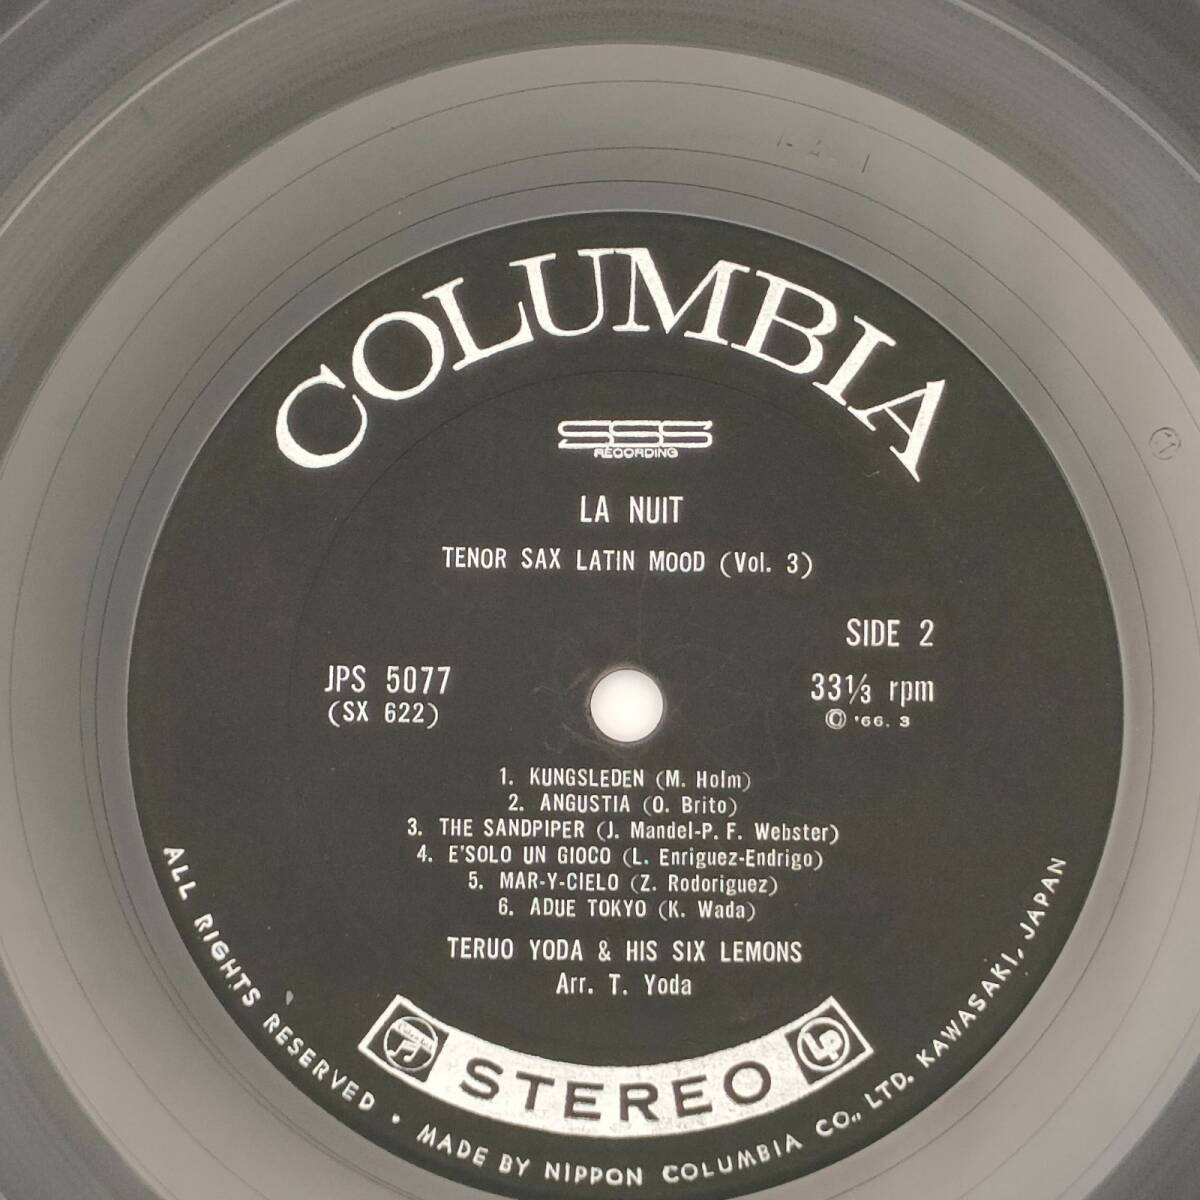 COLUMBIA
SSS
RECORDING
LA NUIT
TENOR SAX LATIN MOOD (Vol. 3)
SIDE 2
JPS 5077
(SX 622)
33⅓ rpm
© '66. 3
1. KUNGSLEDEN (M. Holm)
2. ANGUSTIA (O. Brito)
3. THE SANDPIPER (J. Mandel-P. F. Webster)
4. E'SOLO UN GIOCO (L. Enriguez-Endrigo)
5. MAR-Y-CIELO (Z. Rodoriguez)
6. ADUE TOKYO (K. Wada)
TERUO YODA & HIS SIX LEMONS
Arr. T. Yoda
Columbia
STEREO
LP
ALL RIGHTS RESERVED • MADE BY NIPPON COLUMBIA CO., LTD. KAWASAKI, JAPAN